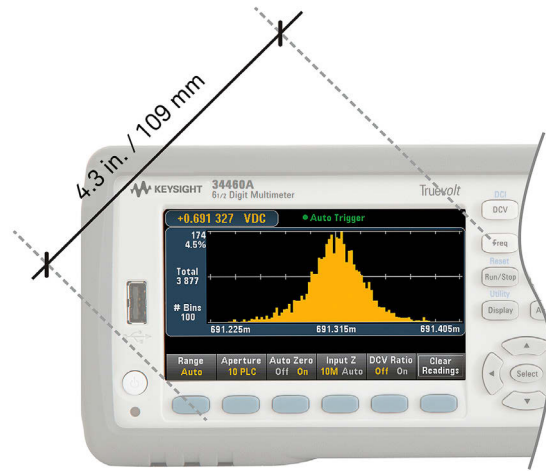 4.3 in. / 109 mm
KEYSIGHT 34460A
6 1/2 Digit Multimeter
Truevolt
DCI
DCV
+0.691 327 VDC
Auto Trigger
Freq
174
4.5%
Reset
Run/Stop
Total
3 877
Utility
Display
# Bins
100
691.225m 691.315m 691.405m
Range Aperture Auto Zero Input Z DCV Ratio Clear
Auto 10 PLC Off On 10M Auto Off On Readings
Select